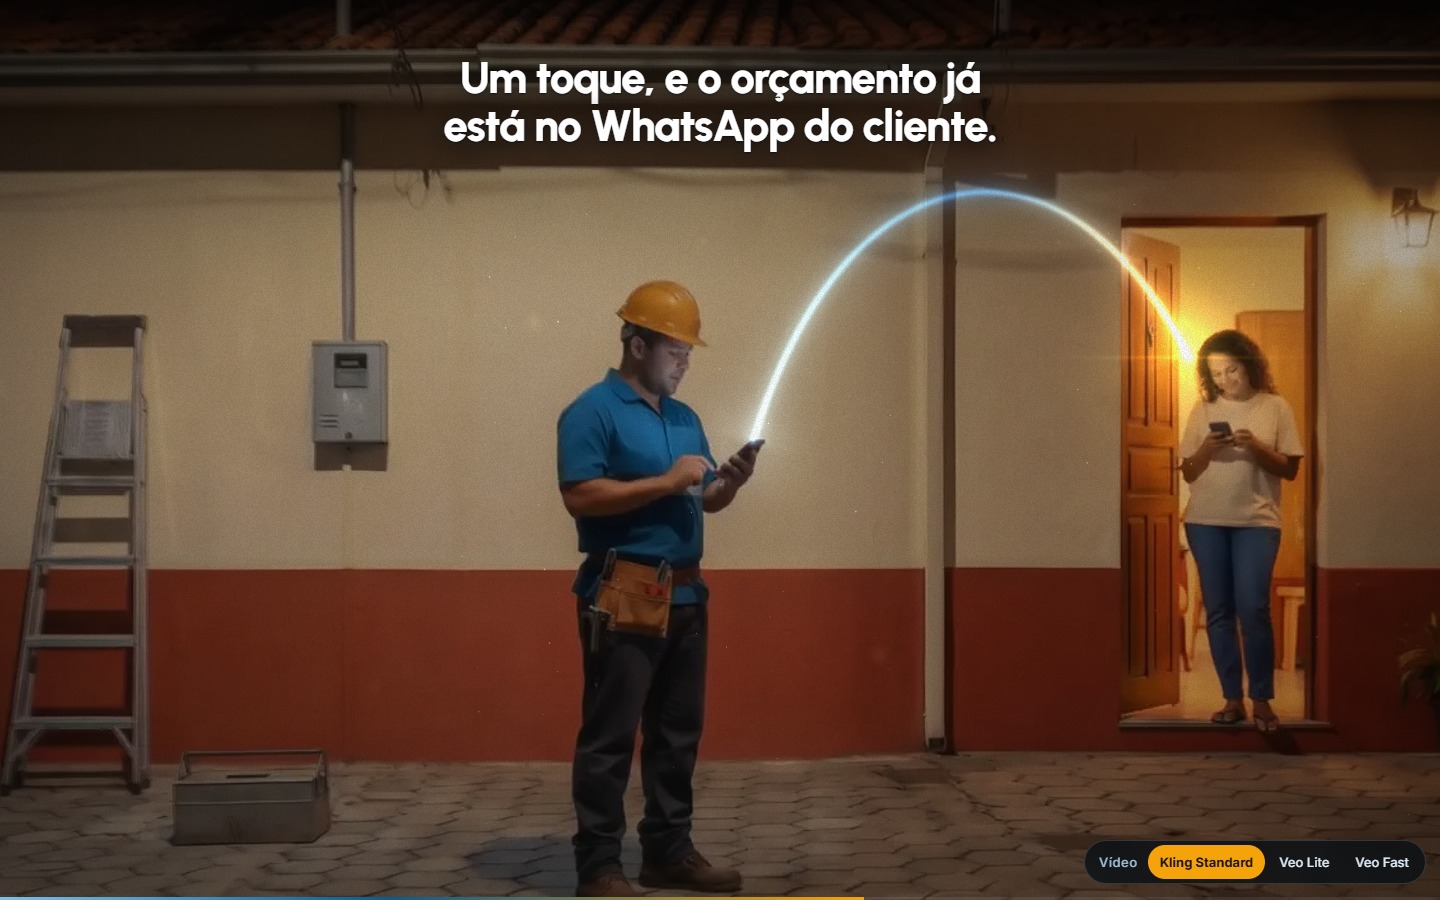 Um toque, e o orçamento já
está no WhatsApp do cliente.
Vídeo Kling Standard Veo Lite Veo Fast